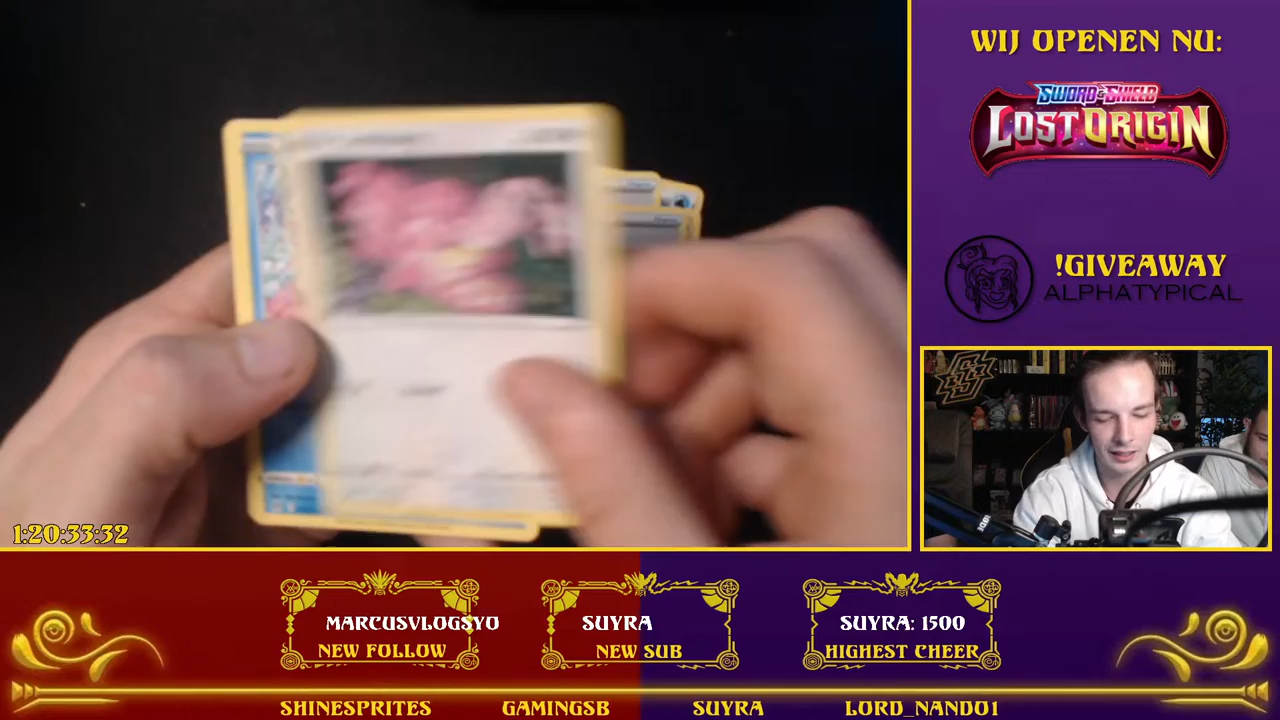 WIJ OPENEN NU:
SWORD & SHIELD
LOST ORIGIN
!GIVEAWAY
ALPHATYPICAL
1:20:33:32
MARCUSVLOGSYO
NEW FOLLOW
SUYRA
NEW SUB
SUYRA: 1500
HIGHEST CHEER
SHINESPRITES
GAMINGSB
SUYRA
LORD_NANDO1